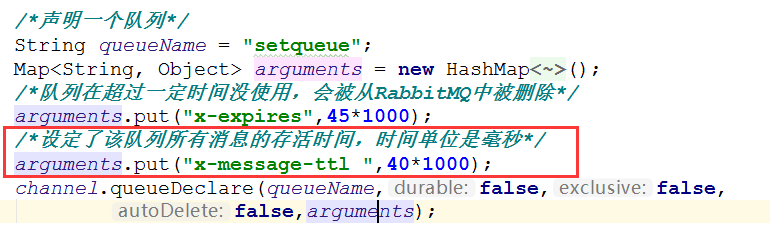 /*声明一个队列*/
String queueName = "setqueue";
Map<String, Object> arguments = new HashMap<~>();
/*队列在超过一定时间没使用，会被从RabbitMQ中被删除*/
arguments.put("x-expires",45*1000);
/*设定了该队列所有消息的存活时间，时间单位是毫秒*/
arguments.put("x-message-ttl ",40*1000);
channel.queueDeclare(queueName, durable: false, exclusive: false,
autoDelete: false,arguments);